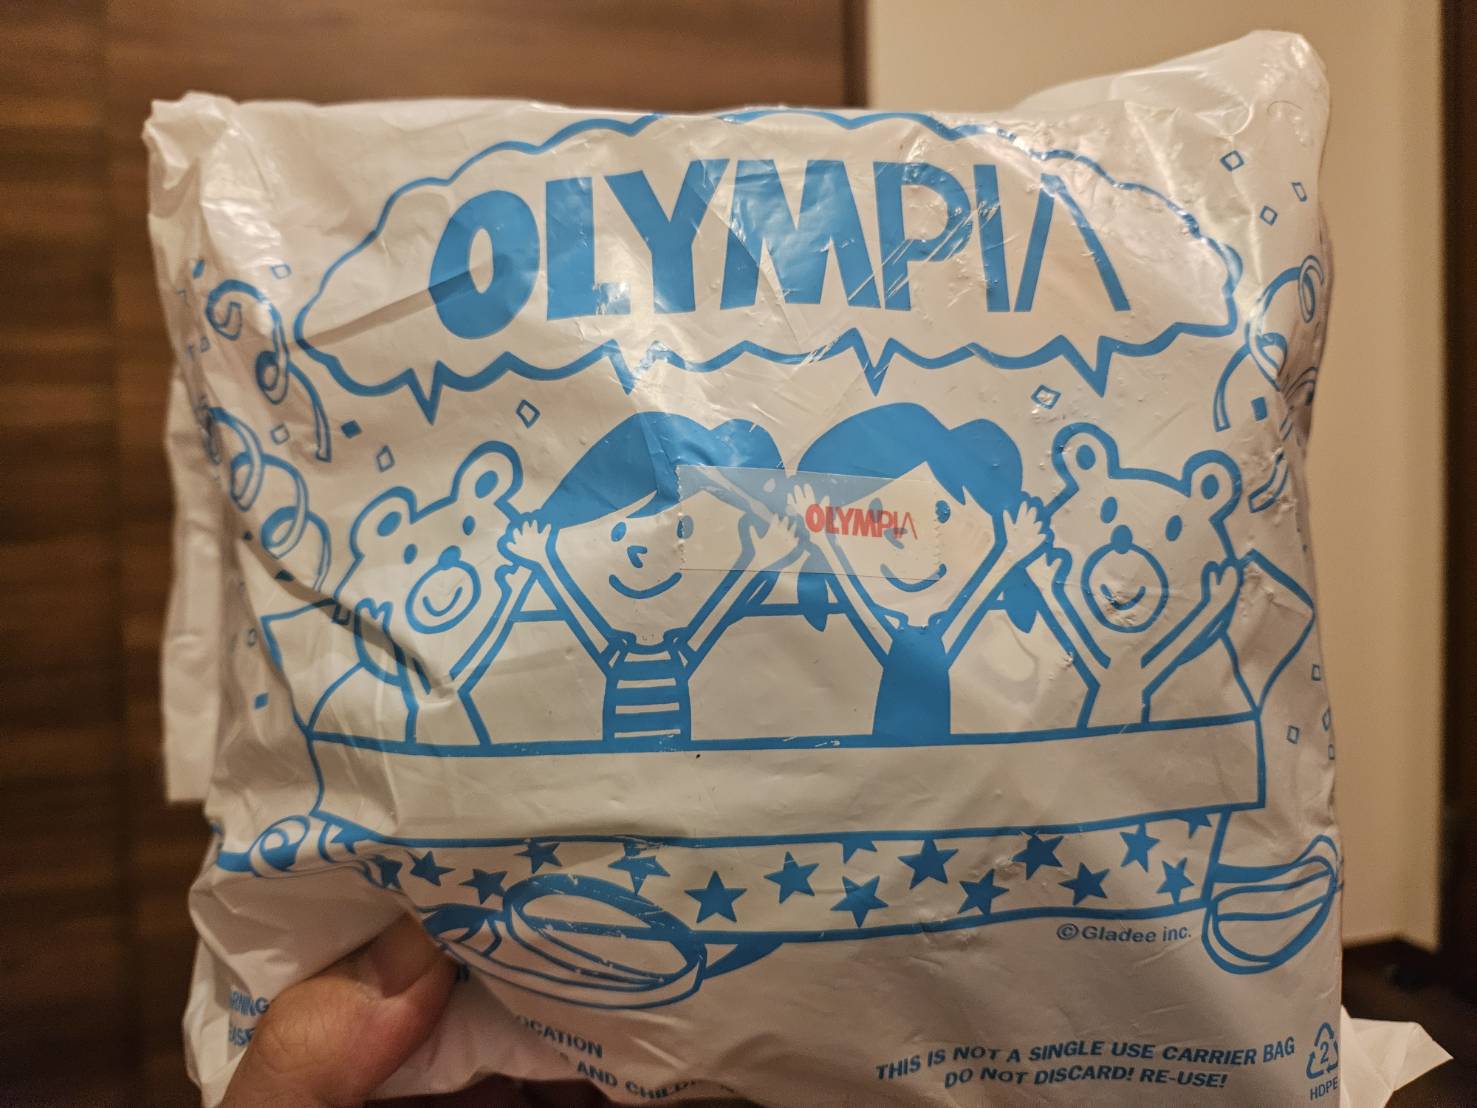 OLYMPIA
OLYMPIA
©Gladee inc.
OCATION
AND
THIS IS NOT A SINGLE USE CARRIER BAG
DO NOT DISCARD! RE-USE!
2
HDPE